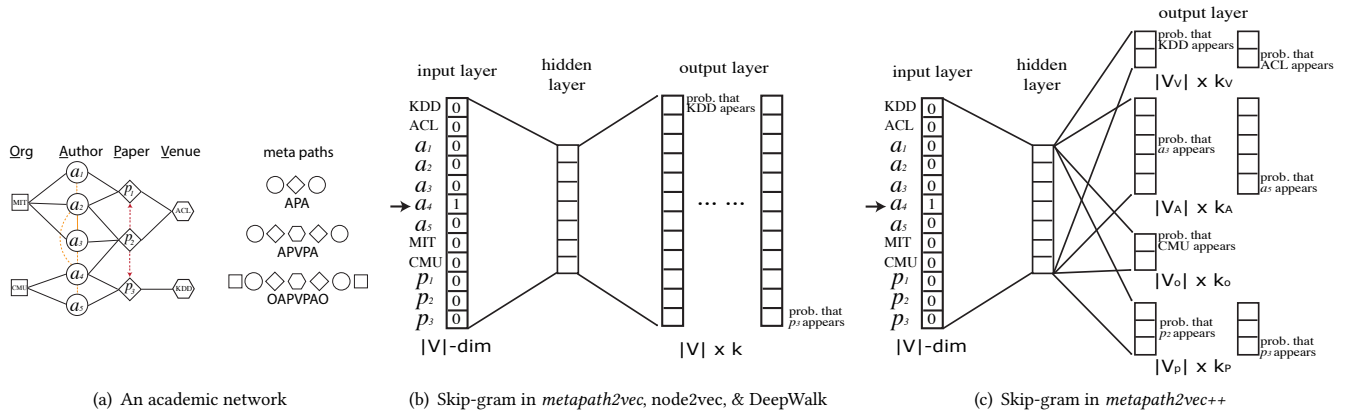 Org Author Paper Venue
MIT
CMU
a1
a2
a3
a4
a5
p1
p2
p3
ACL
KDD
meta paths
APA
APVPA
OAPVPAO
(a) An academic network
input layer
hidden
layer
output layer
KDD 0
ACL 0
a1 0
a2 0
a3 0
a4 1
a5 0
MIT 0
CMU 0
p1 0
p2 0
p3 0
|V|-dim
prob. that
KDD apears
... ...
prob. that
p3 appears
|V| x k
(b) Skip-gram in metapath2vec, node2vec, & DeepWalk
input layer
hidden
layer
output layer
KDD 0
ACL 0
a1 0
a2 0
a3 0
a4 1
a5 0
MIT 0
CMU 0
p1 0
p2 0
p3 0
|V|-dim
prob. that
KDD appears
prob. that
ACL appears
|VV| x kV
prob. that
a3 appears
prob. that
a5 appears
|VA| x kA
prob. that
CMU appears
|Vo| x ko
prob. that
p2 appears
prob. that
p3 appears
|VP| x kP
(c) Skip-gram in metapath2vec++